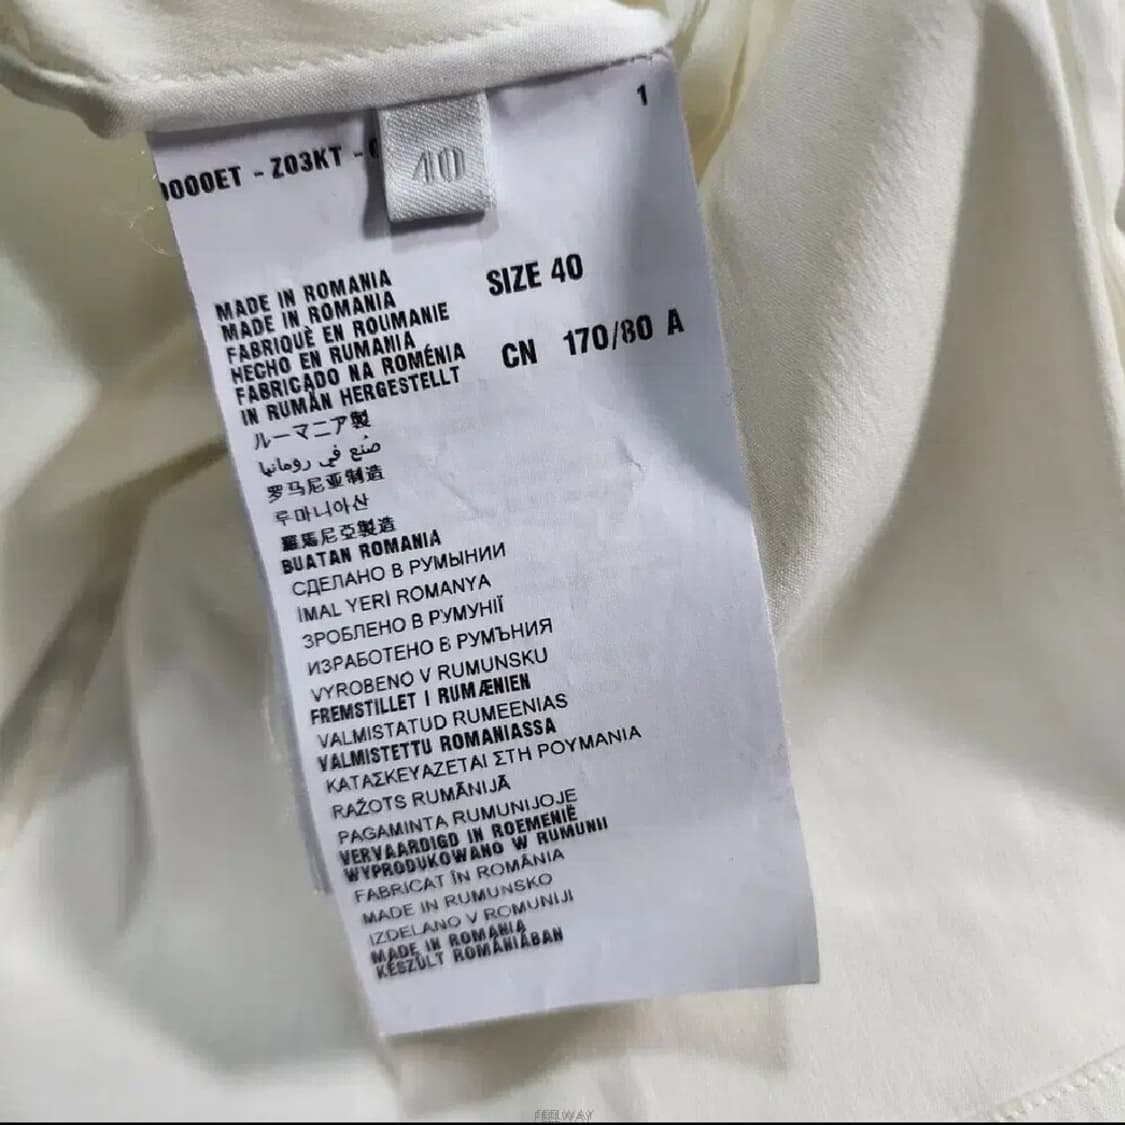 1
000ET - Z03KT -
40
SIZE 40
CN 170/80 A
MADE IN ROMANIA
MADE IN ROMANIA
FABRIQUÈ EN ROUMANIE
HECHO EN RUMANIA
FABRICADO NA ROMÉNIA
IN RUMÄN HERGESTELLT
ルーマニア製
صُنع في رومانيا
罗马尼亚制造
루마니아산
羅馬尼亞製造
BUATAN ROMANIA
СДЕЛАНО В РУМЫНИИ
İMAL YERİ ROMANYA
ЗРОБЛЕНО В РУМУНІЇ
ИЗРАБОТЕНО В РУМЪНИЯ
VYROBENO V RUMUNSKU
FREMSTILLET I RUMÆNIEN
VALMISTATUD RUMEENIAS
VALMISTETTU ROMANIASSA
ΚΑΤΑΣΚΕΥΑΖΕΤΑΙ ΣΤΗ ΡΟΥΜΑΝΙΑ
RAŽOTS RUMĀNIJĀ
PAGAMINTA RUMUNIJOJE
VERVAARDIGD IN ROEMENIË
WYPRODUKOWANO W RUMUNII
FABRICAT ÎN ROMÂNIA
MADE IN RUMUNSKO
IZDELANO V ROMUNIJI
MADE IN ROMANIA
KÉSZÜLT ROMÁNIÁBAN
FEELWAY